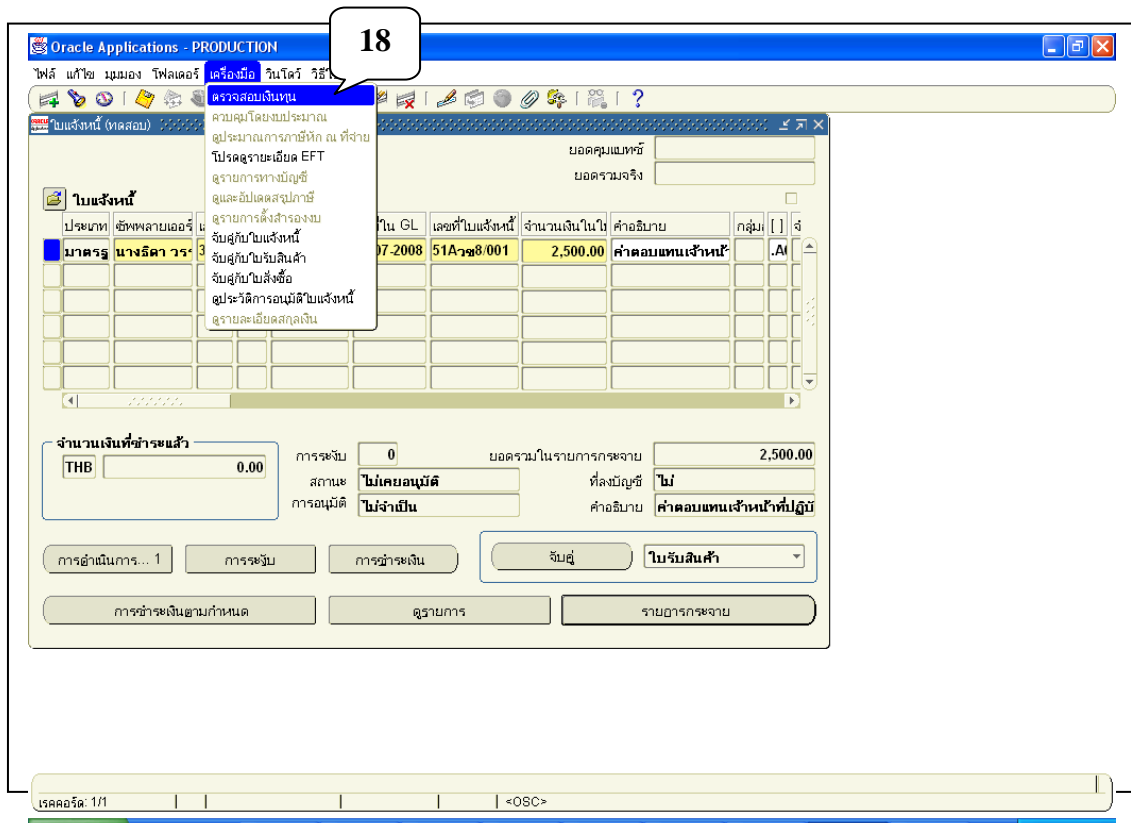 18
Oracle Applications - PRODUCTION
ไฟล์ แก้ไข มุมมอง โฟลเดอร์ เครื่องมือ วินโดว์
ตรวจสอบเงินทุน
ควบคุมโดยงบประมาณ
ดูประมาณการภาษีหัก ณ ที่จ่าย
โปรดดูรายะเอียด EFT
ดูรายการทางบัญชี
ดูและอัปเดตสรุปภาษี
ดูรายการตั้งสำรองงบ
จับคู่กับใบแจ้งหนี้
จับคู่กับใบรับสินค้า
จับคู่กับใบสั่งซื้อ
ดูประวัติการอนุมัติใบแจ้งหนี้
ดูรายละเอียดสกุลเงิน
ใบแจ้งหนี้ (ทดสอบ)
ยอดคุมแบทช์
ยอดรวมจริง
ใบแจ้งหนี้
ประเภท ซัพพลายเออร์ ใน GL เลขที่ใบแจ้งหนี้ จำนวนเงินในใ คำอธิบาย กลุ่ม [ ]
มาตรฐ นางธิดา วร 3 07-2008 51Aวช8/001 2,500.00 ค่าตอบแทนเจ้าหน้ .A
จำนวนเงินที่ชำระแล้ว
THB 0.00
การระงับ 0 ยอดรวมในรายการกระจาย 2,500.00
สถานะ ไม่เคยอนุมัติ ที่ลงบัญชี ไม่
การอนุมัติ ไม่จำเป็น คำอธิบาย ค่าตอบแทนเจ้าหน้าที่ปฏิบั
การดำเนินการ... 1 การระงับ การชำระเงิน จับคู่ ใบรับสินค้า
การชำระเงินตามกำหนด ดูรายการ รายการกระจาย
เรคคอร์ด: 1/1 <OSC>